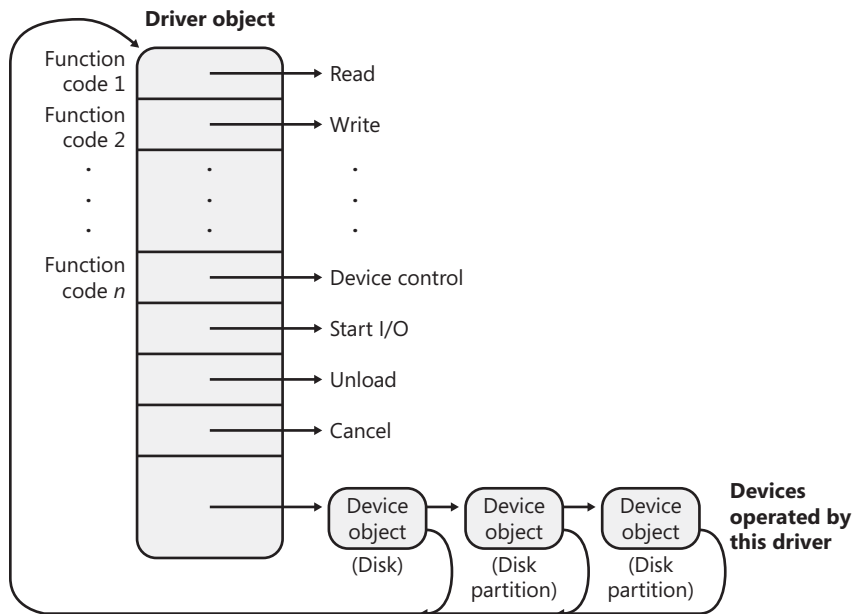 Driver object
Function
code 1
Read
Function
code 2
Write
Function
code n
Device control
Start I/O
Unload
Cancel
Device
object
(Disk)
Device
object
(Disk
partition)
Device
object
(Disk
partition)
Devices
operated by
this driver